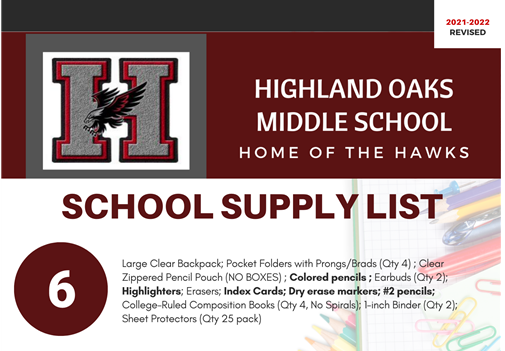 2021-2022
REVISED
H
HIGHLAND OAKS
MIDDLE SCHOOL
HOME OF THE HAWKS
SCHOOL SUPPLY LIST
6
Large Clear Backpack; Pocket Folders with Prongs/Brads (Qty 4) ; Clear
Zippered Pencil Pouch (NO BOXES) ; Colored pencils ; Earbuds (Qty 2);
Highlighters; Erasers; Index Cards; Dry erase markers; #2 pencils;
College-Ruled Composition Books (Qty 4, No Spirals); 1-inch Binder (Qty 2);
Sheet Protectors (Qty 25 pack)